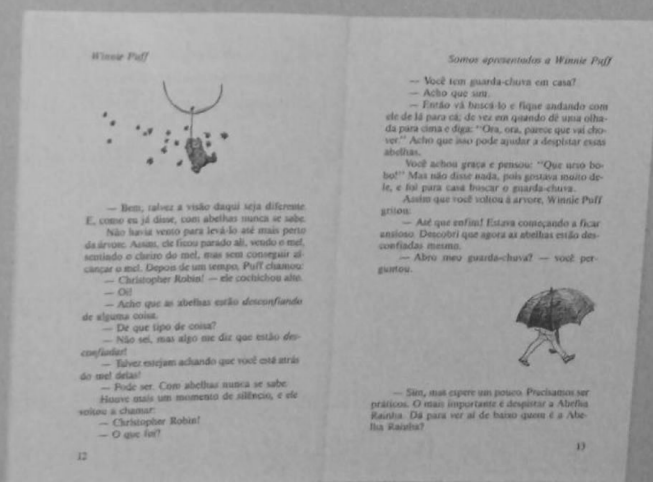 Winnie Puff
— Bem, talvez a visão daqui seja diferente.
E, como eu já disse, com abelhas nunca se sabe.
Não havia vento para levá-lo até mais perto
da árvore. Assim, ele ficou parado ali, vendo o mel,
sentindo o cheiro do mel, mas sem conseguir al-
cançar o mel. Depois de um tempo, Puff chamou:
— Christopher Robin! — ele cochichou alto.
— Oi!
— Acho que as abelhas estão desconfiando
de alguma coisa.
— De que tipo de coisa?
— Não sei, mas algo me diz que estão des-
confiadas!
— Talvez estejam achando que você está atrás
do mel delas!
— Pode ser. Com abelhas nunca se sabe.
Houve mais um momento de silêncio, e ele
voltou a chamar:
— Christopher Robin!
— O que foi?
12
Somos apresentados a Winnie Puff
— Você tem guarda-chuva em casa?
— Acho que sim.
— Então vá buscá-lo e fique andando com
ele de lá para cá; de vez em quando dê uma olha-
da para cima e diga: "Ora, ora, parece que vai cho-
ver." Acho que isso pode ajudar a despistar essas
abelhas.
Você achou graça e pensou: "Que urso bo-
bo!" Mas não disse nada, pois gostava muito de-
le, e foi para casa buscar o guarda-chuva.
Assim que você voltou à árvore, Winnie Puff
gritou:
— Até que enfim! Estava começando a ficar
ansioso. Descobri que agora as abelhas estão des-
confiadas mesmo.
— Abro meu guarda-chuva? — você per-
guntou.
— Sim, mas espere um pouco. Precisamos ser
práticos. O mais importante é despistar a Abelha
Rainha. Dá para ver aí de baixo quem é a Abe-
lha Rainha?
13